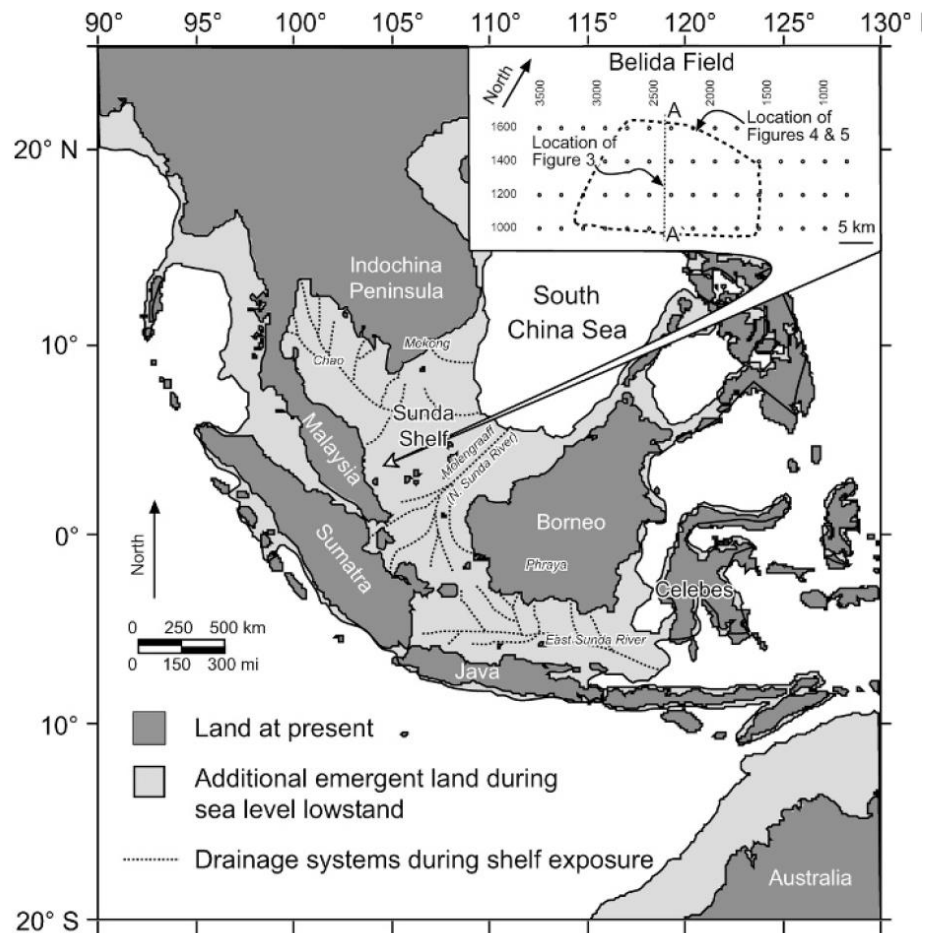 90°
95°
100°
105°
110°
115°
120°
125°
130°
Belida Field
North
3500
3000
2500
2000
1500
1000
A
Location of
Figures 4 & 5
Location of
Figure 3
1600
1400
1200
1000
A
5 km
20° N
10°
0°
10°
20° S
Indochina
Peninsula
South
China Sea
Mekong
Chao
Sunda
Shelf
Malaysia
Molengraaff
(N. Sunda River)
Borneo
Phraya
Sumatra
Celebes
North
East Sunda River
Java
0 250 500 km
0 150 300 mi
Land at present
Additional emergent land during
sea level lowstand
Drainage systems during shelf exposure
Australia